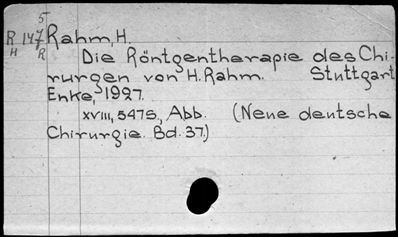 5
R 147 Rahm, H.
H R
Die Röntgentherapie des Chi-
rurgen von H. Rahm. Stuttgart
Enke, 1927.
XVIII, 547S., Abb. (Neue deutsche
Chirurgie. Bd. 37.)